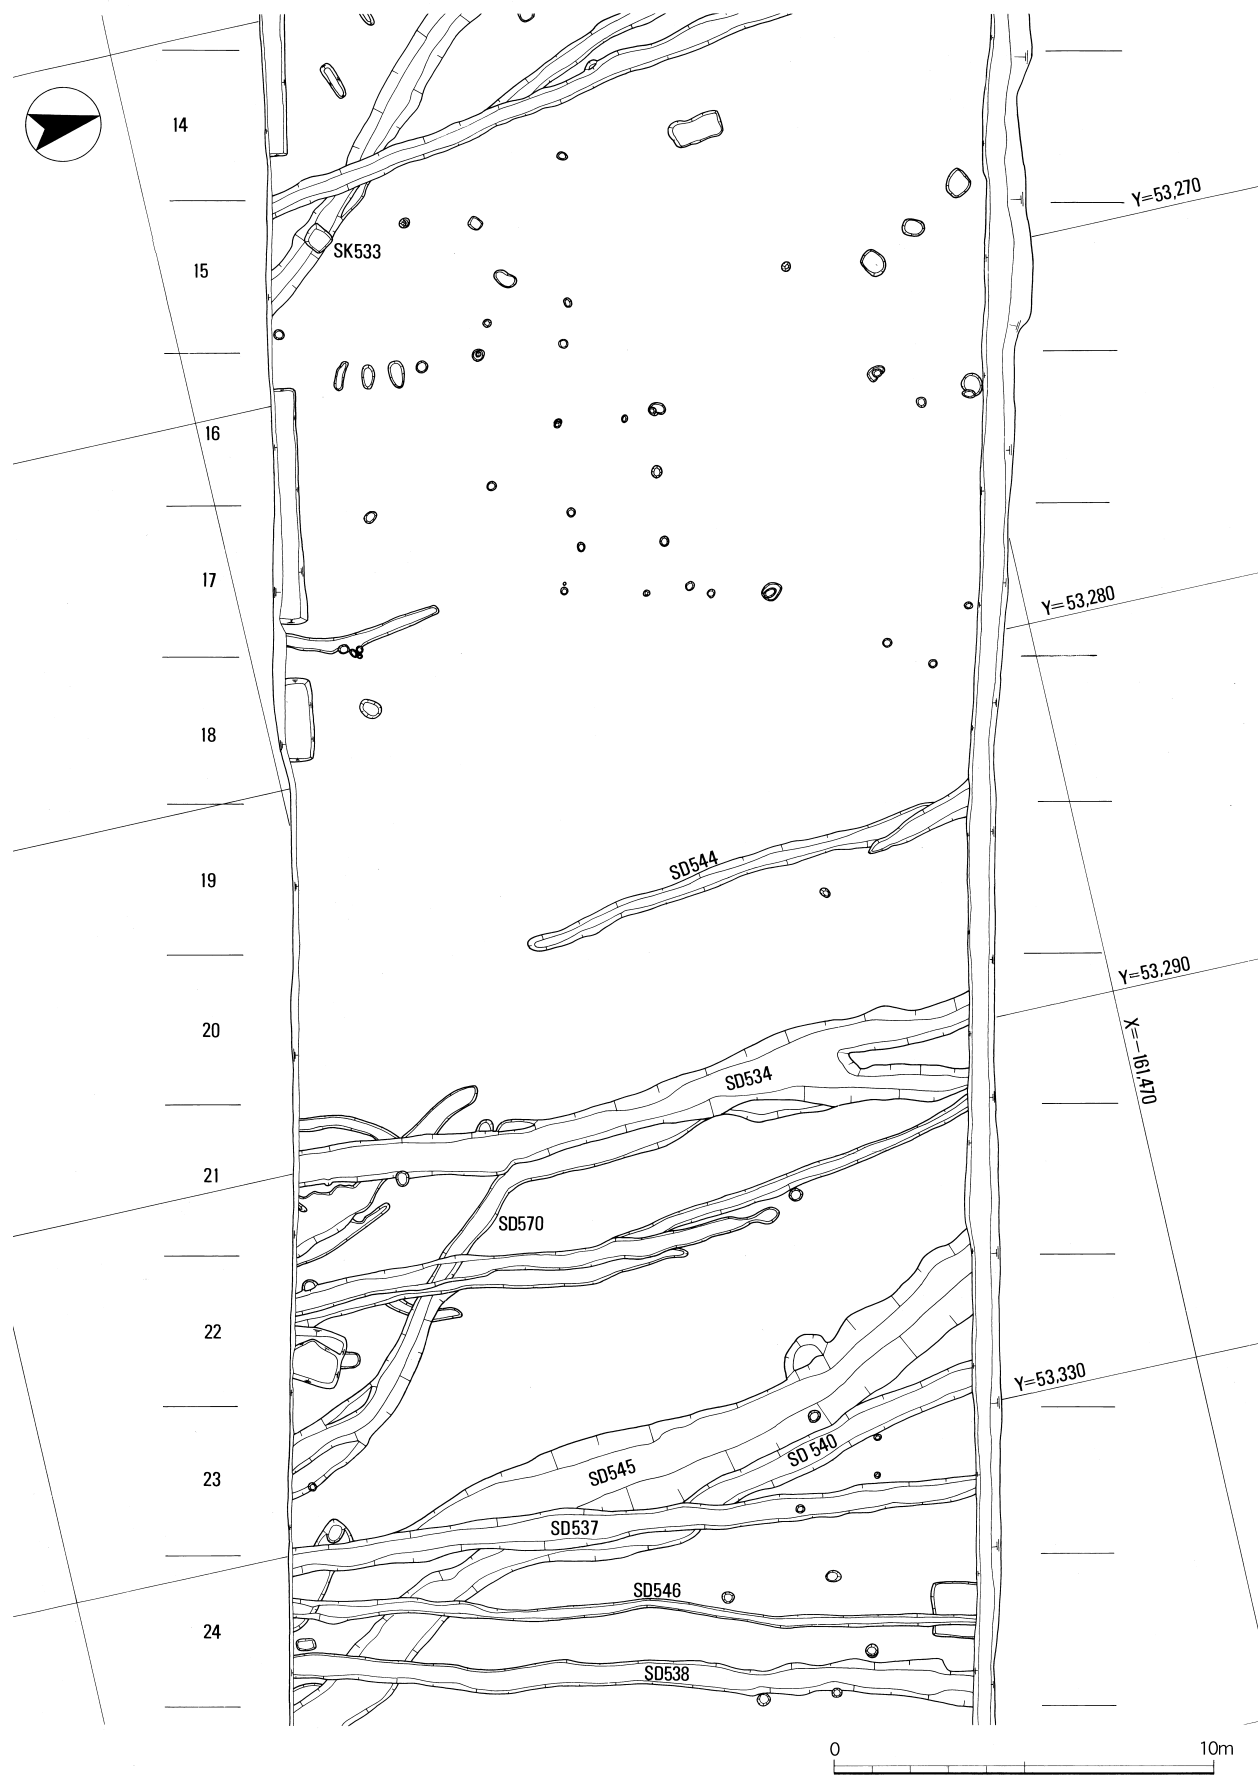 14
Y=53,270
SK533
15
16
17
Y=53,280
18
SD544
19
Y=53,290
20
X=-161,470
SD534
21
SD570
22
Y=53,330
SD 540
23
SD545
SD537
SD546
24
SD538
0 10m